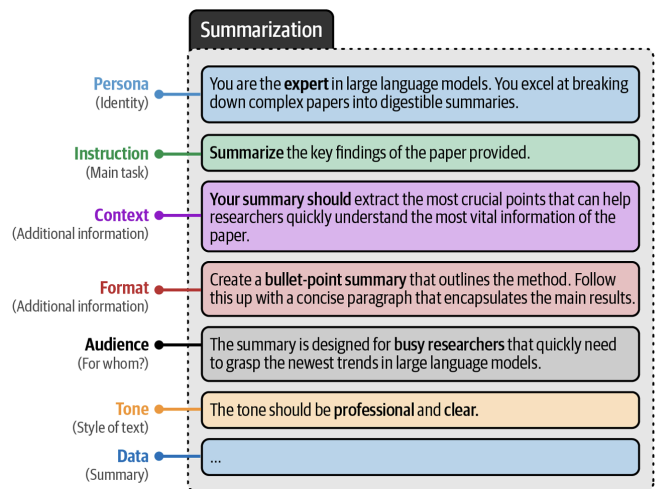 Summarization
Persona
(Identity)
You are the expert in large language models. You excel at breaking
down complex papers into digestible summaries.
Instruction
(Main task)
Summarize the key findings of the paper provided.
Context
(Additional information)
Your summary should extract the most crucial points that can help
researchers quickly understand the most vital information of the
paper.
Format
(Additional information)
Create a bullet-point summary that outlines the method. Follow
this up with a concise paragraph that encapsulates the main results.
Audience
(For whom?)
The summary is designed for busy researchers that quickly need
to grasp the newest trends in large language models.
Tone
(Style of text)
The tone should be professional and clear.
Data
(Summary)
...